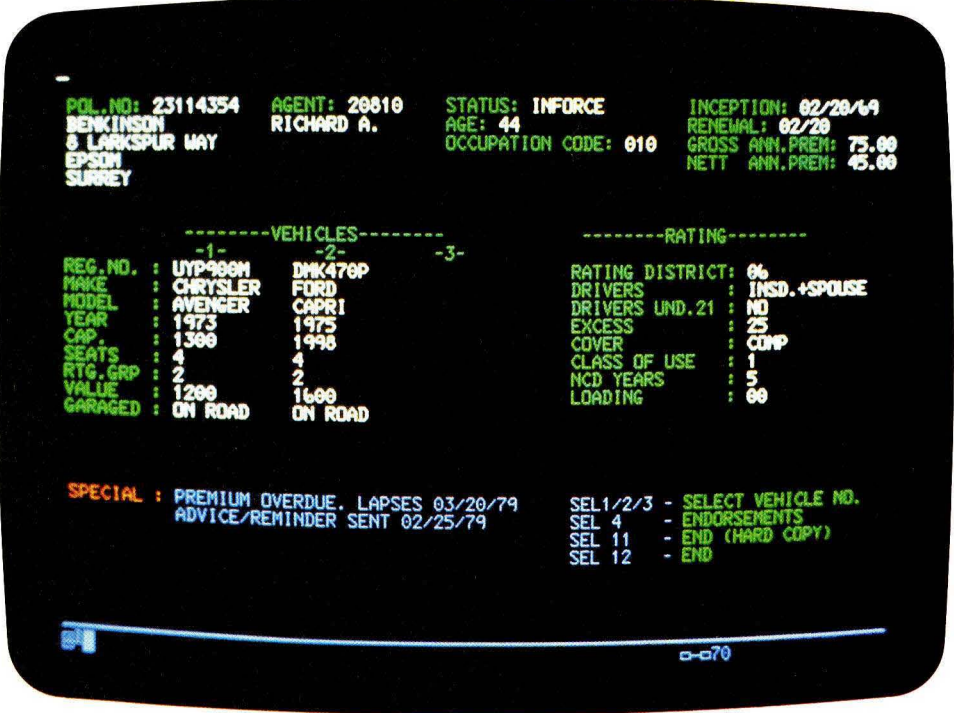 POL.NO: 23114354 AGENT: 20810 STATUS: INFORCE INCEPTION: 02/20/69
BENKINSON RICHARD A. AGE: 44 RENEWAL: 02/20
8 LARKSPUR WAY OCCUPATION CODE: 010 GROSS ANN.PREM: 75.00
EPSOM NETT ANN.PREM: 45.00
SURREY
--------VEHICLES-------- --------RATING--------
-1- -2- -3-
REG.NO. : UYP900M DMK470P RATING DISTRICT: 06
MAKE : CHRYSLER FORD DRIVERS : INSD.+SPOUSE
MODEL : AVENGER CAPRI DRIVERS UND.21 : NO
YEAR : 1973 1975 EXCESS : 25
CAP. : 1300 1998 COVER : COMP
SEATS : 4 4 CLASS OF USE : 1
RTG.GRP : 2 2 NCD YEARS : 5
VALUE : 1200 1600 LOADING : 00
GARAGED : ON ROAD ON ROAD
SPECIAL : PREMIUM OVERDUE. LAPSES 03/20/79 SEL1/2/3 - SELECT VEHICLE NO.
ADVICE/REMINDER SENT 02/25/79 SEL 4 - ENDORSEMENTS
SEL 11 - END (HARD COPY)
SEL 12 - END
70